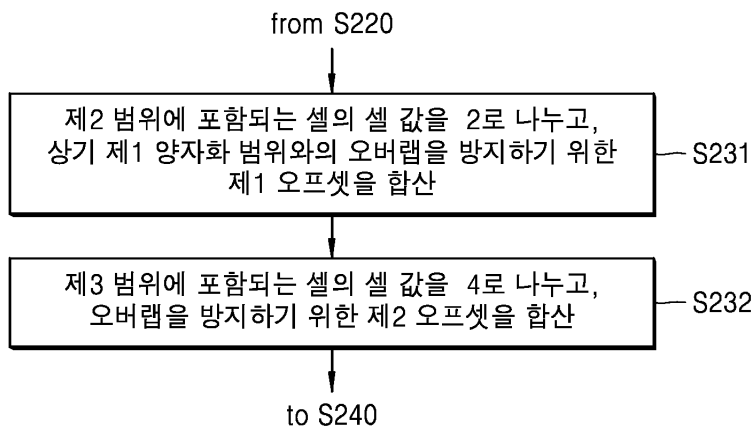 from S220
제2 범위에 포함되는 셀의 셀 값을 2로 나누고,
상기 제1 양자화 범위와의 오버랩을 방지하기 위한
제1 오프셋을 합산
S231
제3 범위에 포함되는 셀의 셀 값을 4로 나누고,
오버랩을 방지하기 위한 제2 오프셋을 합산
S232
to S240